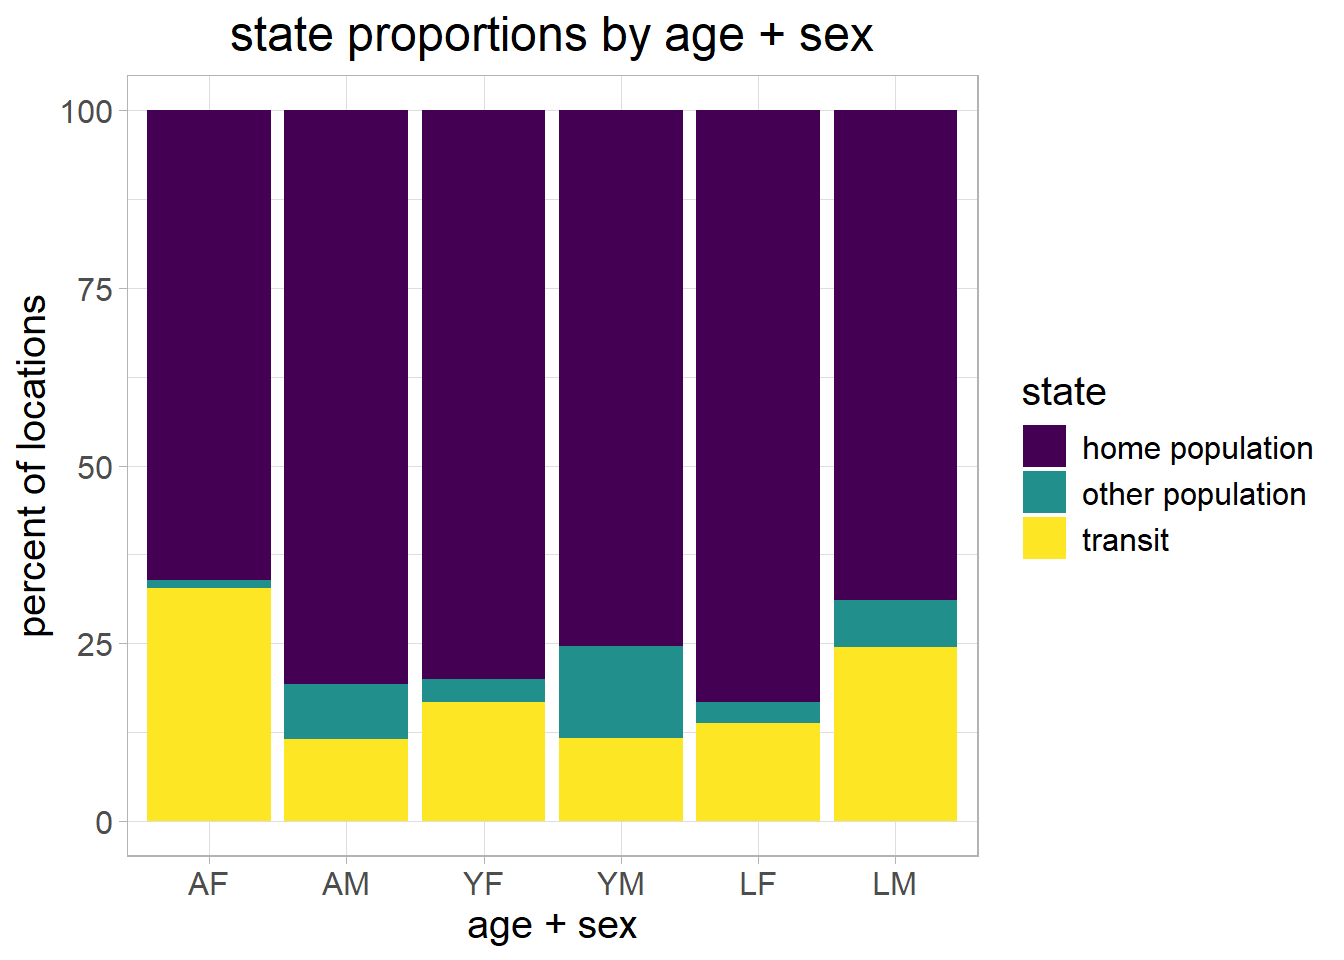 state proportions by age + sex
100
75
50
25
0
percent of locations
AF AM YF YM LF LM
age + sex
state
home population
other population
transit